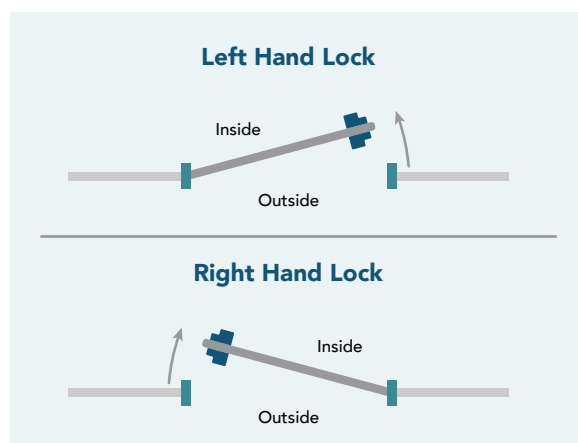 Left Hand Lock
Inside
Outside
Right Hand Lock
Inside
Outside